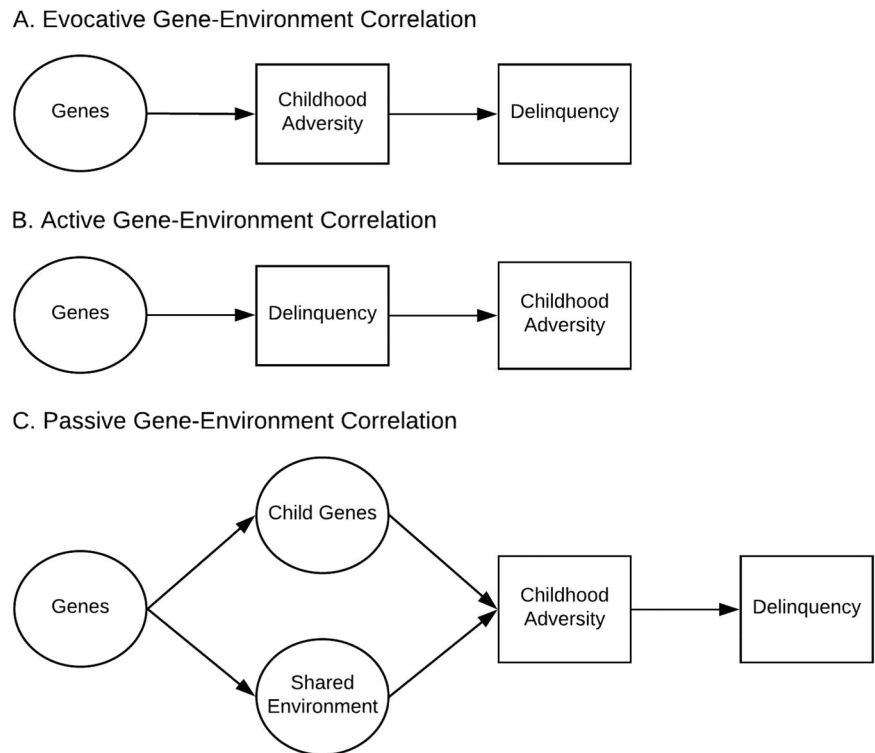 A. Evocative Gene-Environment Correlation
Genes
Childhood
Adversity
Delinquency
B. Active Gene-Environment Correlation
Genes
Delinquency
Childhood
Adversity
C. Passive Gene-Environment Correlation
Child Genes
Genes
Childhood
Adversity
Delinquency
Shared
Environment